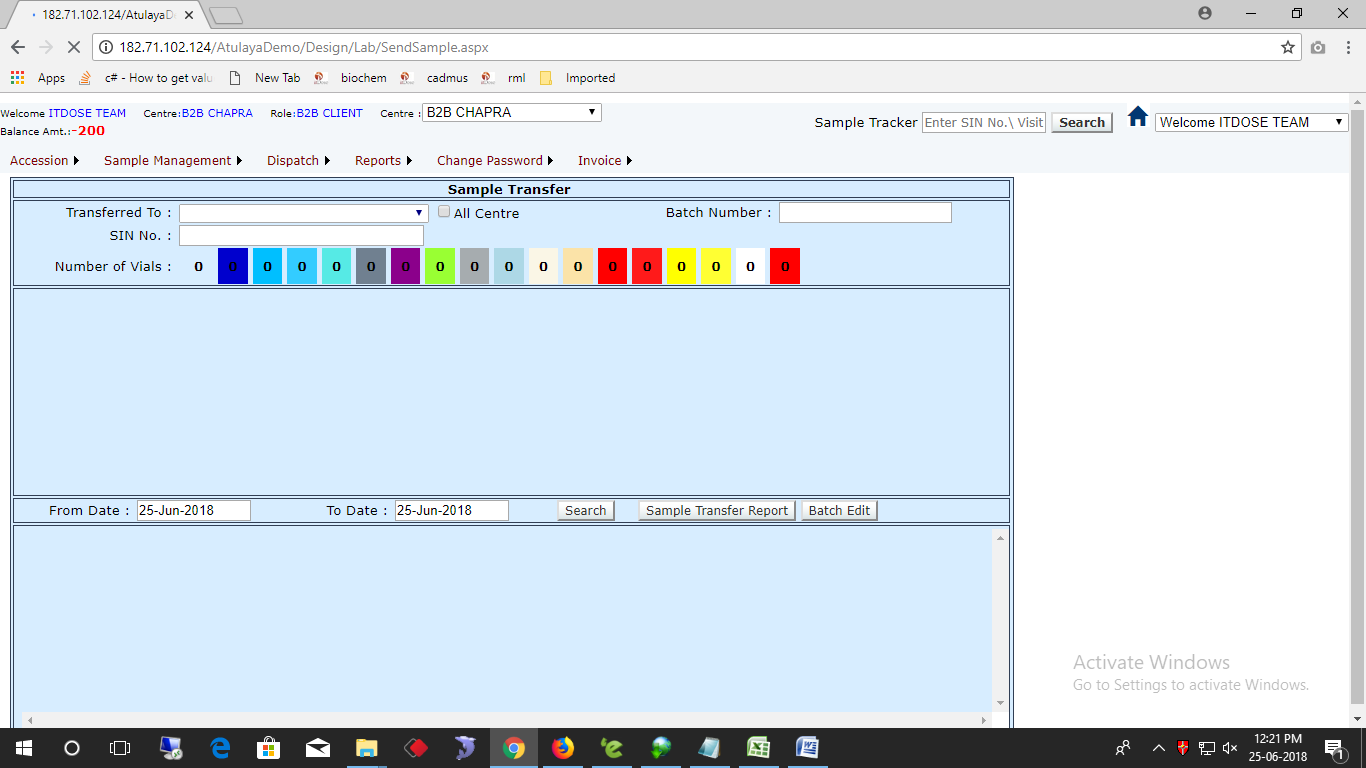 182.71.102.124/AtulayaD
182.71.102.124/AtulayaDemo/Design/Lab/SendSample.aspx
Apps c# - How to get valu New Tab biochem cadmus rml Imported
Welcome ITDOSE TEAM Centre:B2B CHAPRA Role:B2B CLIENT Centre : B2B CHAPRA
Balance Amt.:-200
Sample Tracker Enter SIN No.\ Visit Search Welcome ITDOSE TEAM
Accession Sample Management Dispatch Reports Change Password Invoice
Sample Transfer
Transferred To : All Centre Batch Number :
SIN No. :
Number of Vials : 0 0 0 0 0 0 0 0 0 0 0 0 0 0 0 0 0 0
From Date : 25-Jun-2018 To Date : 25-Jun-2018 Search Sample Transfer Report Batch Edit
Activate Windows
Go to Settings to activate Windows.
12:21 PM
25-06-2018
1